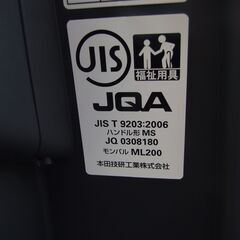 JIS
福祉用具
JQA
JIS T 9203:2006
ハンドル形 MS
JQ 0308180
モンパル ML200
本田技研工業株式会社